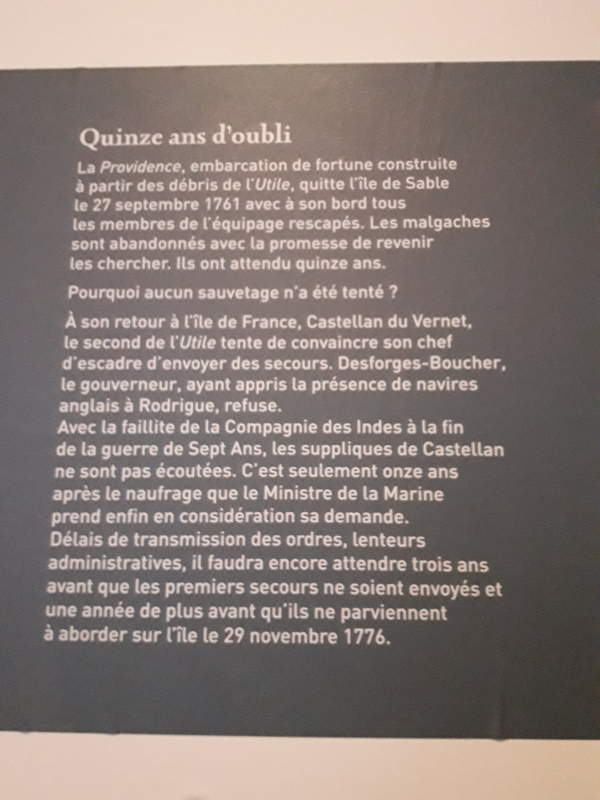 Quinze ans d'oubli
La Providence, embarcation de fortune construite
à partir des débris de l'Utile, quitte l'île de Sable
le 27 septembre 1761 avec à son bord tous
les membres de l'équipage rescapés. Les malgaches
sont abandonnés avec la promesse de revenir
les chercher. Ils ont attendu quinze ans.
Pourquoi aucun sauvetage n'a été tenté ?
À son retour à l'île de France, Castellan du Vernet,
le second de l'Utile tente de convaincre son chef
d'escadre d'envoyer des secours. Desforges-Boucher,
le gouverneur, ayant appris la présence de navires
anglais à Rodrigue, refuse.
Avec la faillite de la Compagnie des Indes à la fin
de la guerre de Sept Ans, les suppliques de Castellan
ne sont pas écoutées. C'est seulement onze ans
après le naufrage que le Ministre de la Marine
prend enfin en considération sa demande.
Délais de transmission des ordres, lenteurs
administratives, il faudra encore attendre trois ans
avant que les premiers secours ne soient envoyés et
une année de plus avant qu'ils ne parviennent
à aborder sur l'île le 29 novembre 1776.